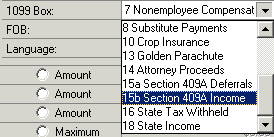 1099 Box: 7 Nonemployee Compensat
FOB: 8 Substitute Payments
10 Crop Insurance
Language: 13 Golden Parachute
14 Attorney Proceeds
Amount 15a Section 409A Deferrals
Amount 15b Section 409A Income
Amount 16 State Tax Withheld
18 State Income
Maximum